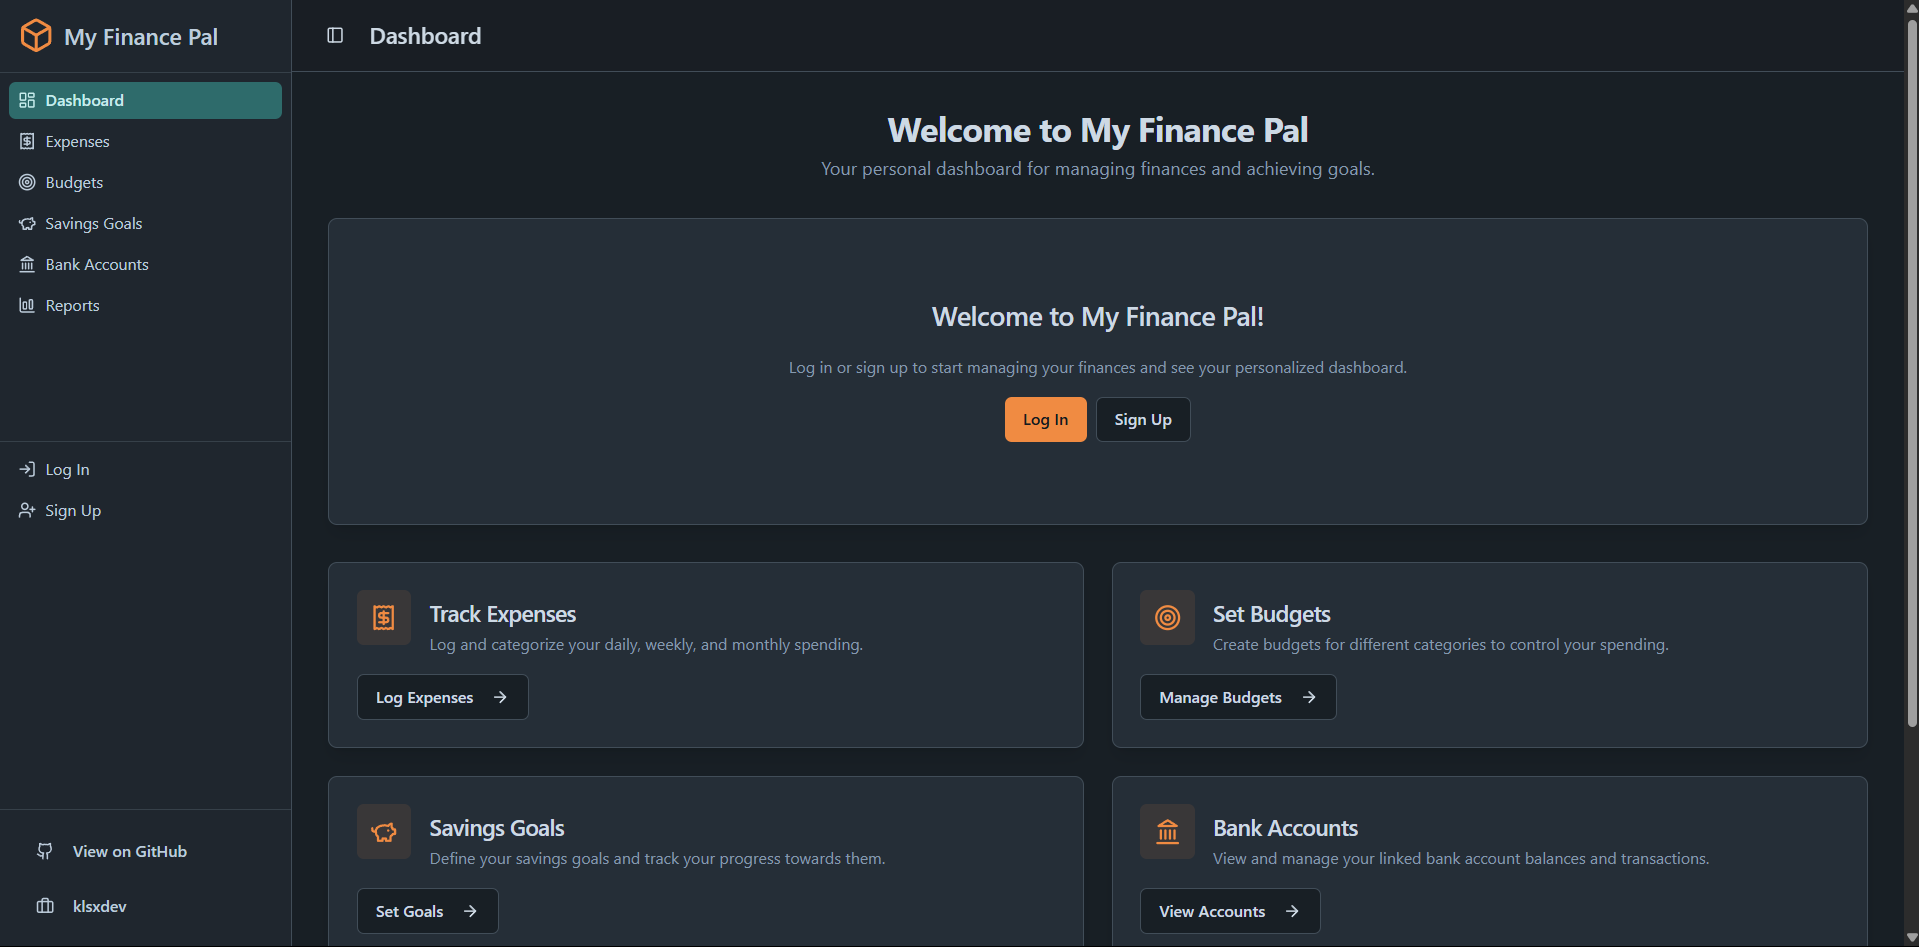 My Finance Pal
Dashboard
Expenses
Budgets
Savings Goals
Bank Accounts
Reports
Log In
Sign Up
View on GitHub
klsxdev
Dashboard
Welcome to My Finance Pal
Your personal dashboard for managing finances and achieving goals.
Welcome to My Finance Pal!
Log in or sign up to start managing your finances and see your personalized dashboard.
Log In
Sign Up
Track Expenses
Log and categorize your daily, weekly, and monthly spending.
Log Expenses
Set Budgets
Create budgets for different categories to control your spending.
Manage Budgets
Savings Goals
Define your savings goals and track your progress towards them.
Set Goals
Bank Accounts
View and manage your linked bank account balances and transactions.
View Accounts